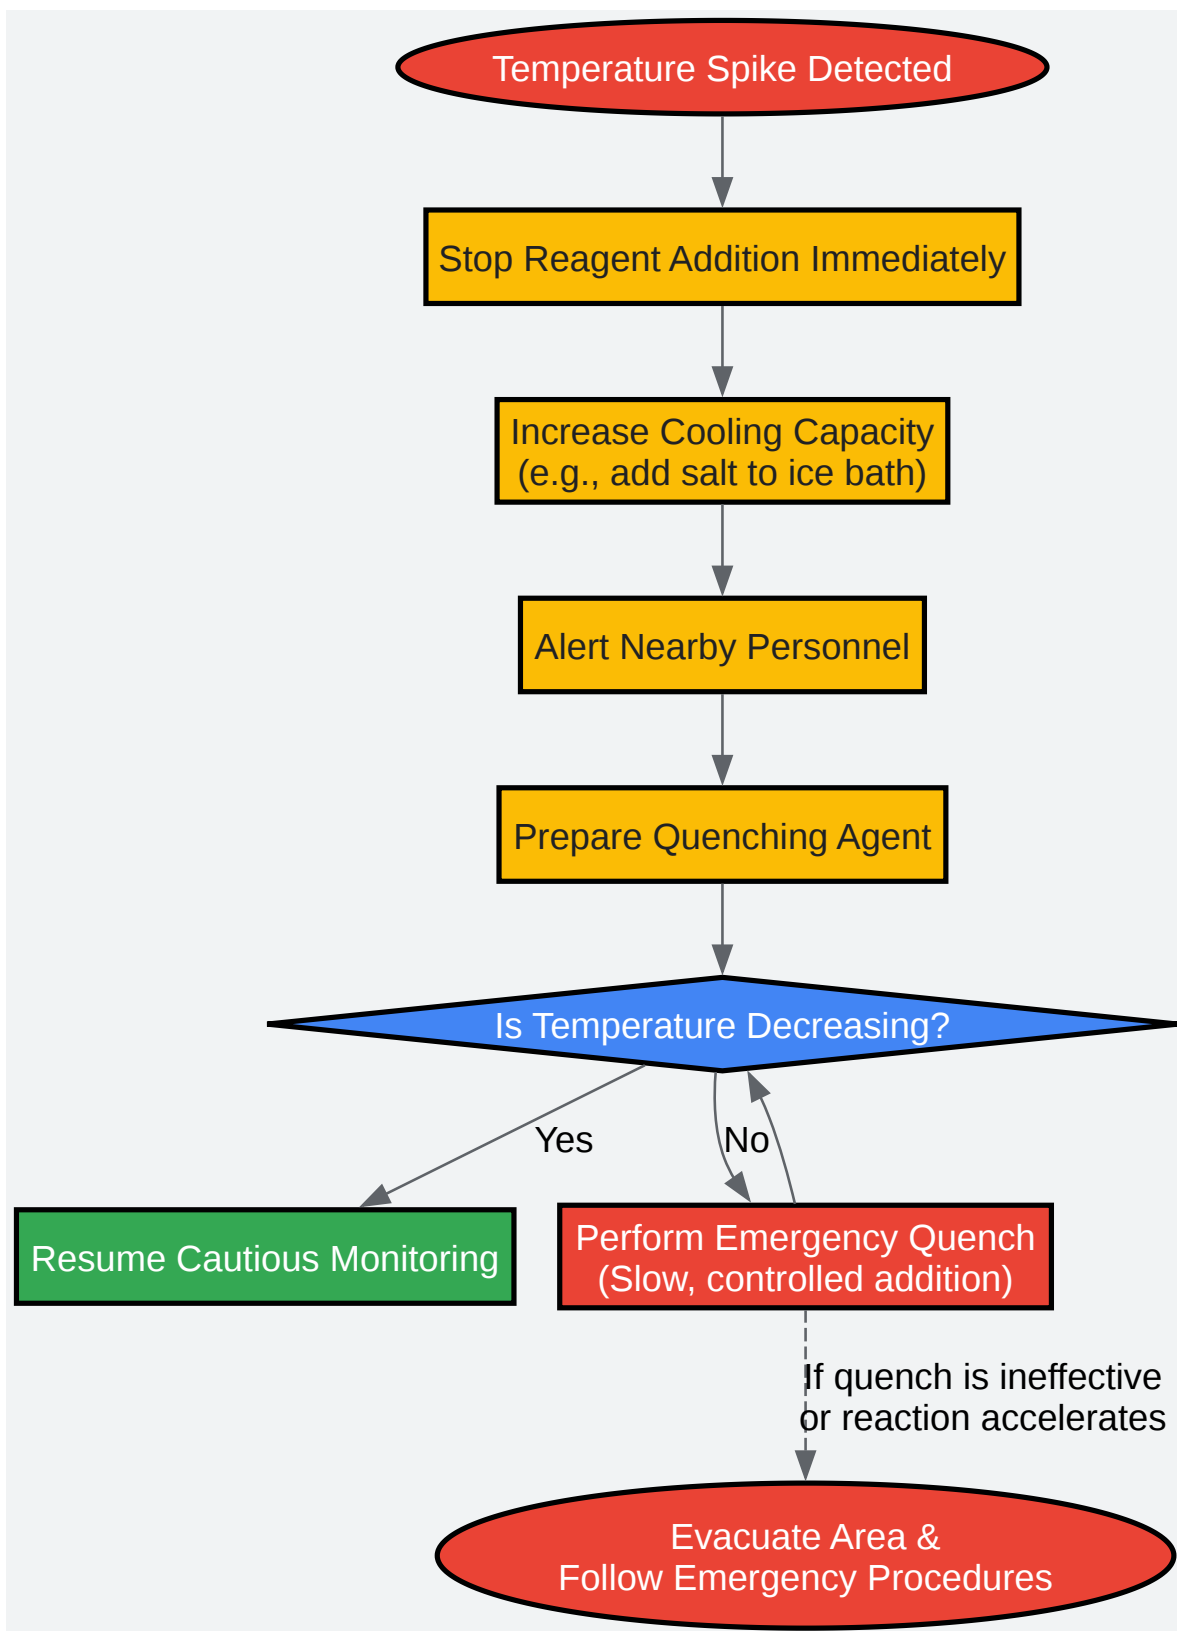 Temperature Spike Detected
Stop Reagent Addition Immediately
Increase Cooling Capacity
(e.g., add salt to ice bath)
Alert Nearby Personnel
Prepare Quenching Agent
Is Temperature Decreasing?
Yes
No
Resume Cautious Monitoring
Perform Emergency Quench
(Slow, controlled addition)
If quench is ineffective
or reaction accelerates
Evacuate Area &
Follow Emergency Procedures